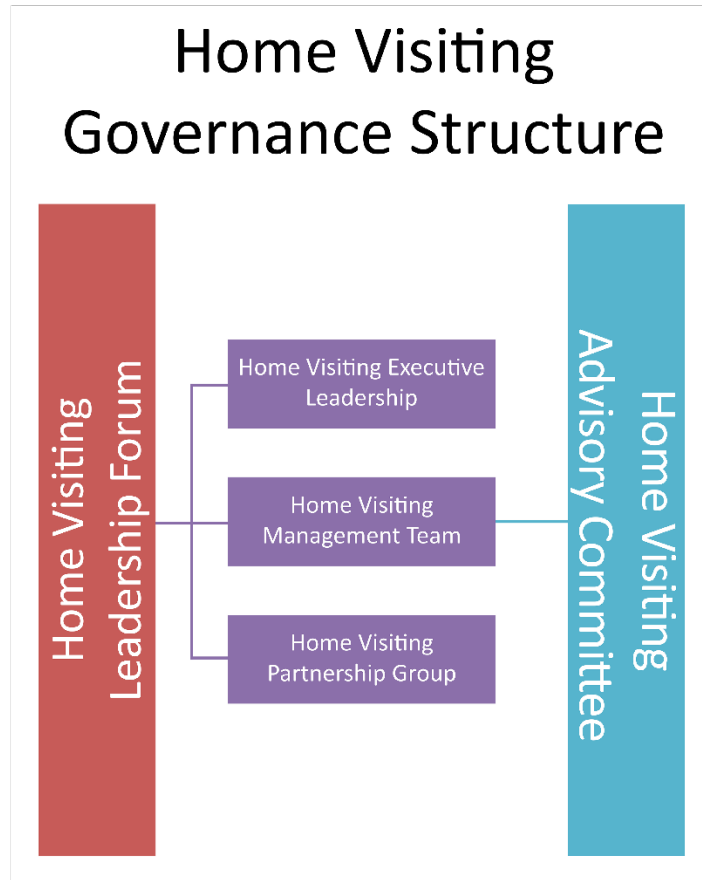 Home Visiting
Governance Structure
Home Visiting
Leadership Forum
Home Visiting Executive
Leadership
Home Visiting
Management Team
Home Visiting
Partnership Group
Home Visiting
Advisory Committee